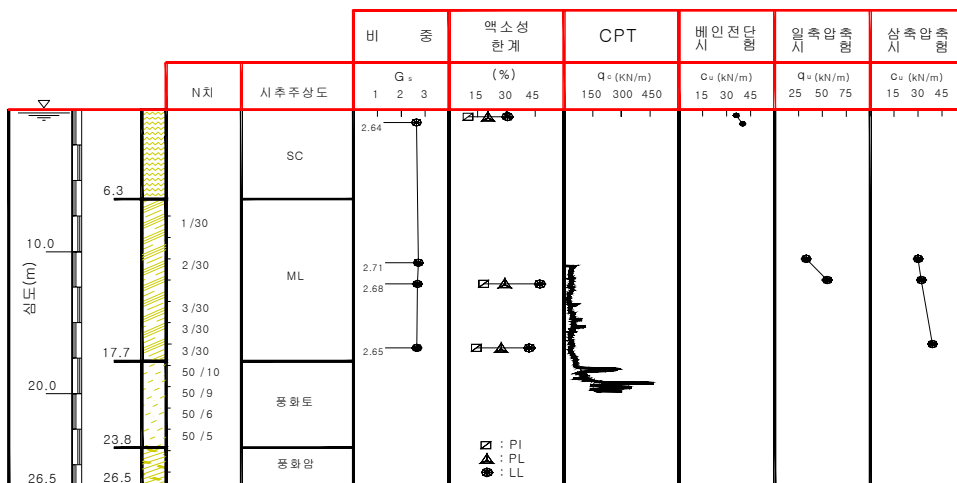 비 중
액소성
한계
CPT
베인전단
시 험
일축압축
시 험
삼축압축
시 험
N치
시추주상도
Gs
1 2 3
(%)
15 30 45
qc (KN/m)
150 300 450
cu (kN/m)
15 30 45
qu (kN/m)
25 50 75
cu (kN/m)
15 30 45
2.64
SC
6.3
1 /30
10.0
2 /30
2.71
심도(m)
ML
2.68
3 /30
3 /30
3 /30
2.65
17.7
50 /10
20.0
50 /9
풍화토
50 /6
50 /5
23.8
: PI
: PL
: LL
풍화암
26.5
26.5